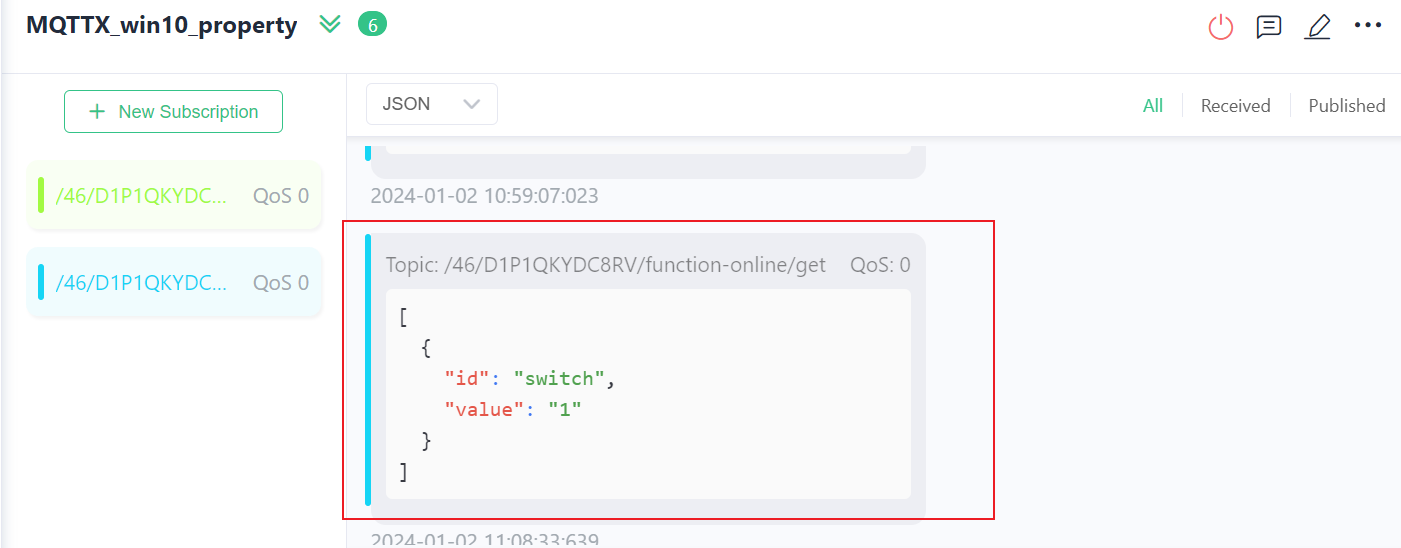 MQTTX_win10_property 6
+ New Subscription
/46/D1P1QKYDC... QoS 0
/46/D1P1QKYDC... QoS 0
JSON
All Received Published
2024-01-02 10:59:07:023
Topic: /46/D1P1QKYDC8RV/function-online/get QoS: 0
[
{
"id": "switch",
"value": "1"
}
]
2024-01-02 11:08:33:639